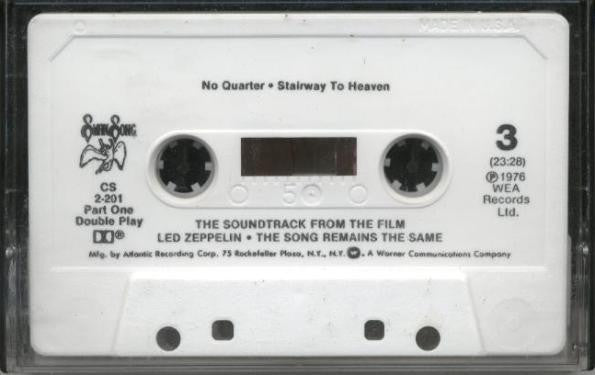 MADE IN U.S.A.
No Quarter • Stairway To Heaven
SWAN SONG
3
(23:28)
℗ 1976
WEA
Records
Ltd.
CS
2-201
Part One
Double Play
®
5
THE SOUNDTRACK FROM THE FILM
LED ZEPPELIN • THE SONG REMAINS THE SAME
Mfg. by Atlantic Recording Corp. 75 Rockefeller Plaza, N.Y., N.Y. W. A Warner Communications Company